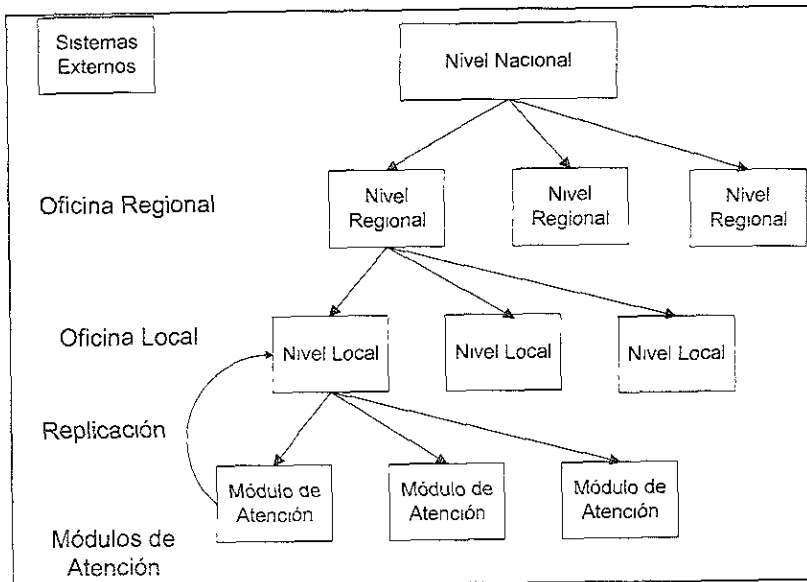 Sistemas
Externos
Nivel Nacional
Oficina Regional
Nivel
Regional
Nivel
Regional
Nivel
Regional
Oficina Local
Nivel Local
Nivel Local
Nivel Local
Replicación
Módulo de
Atención
Módulo de
Atención
Módulo de
Atención
Módulos de
Atención